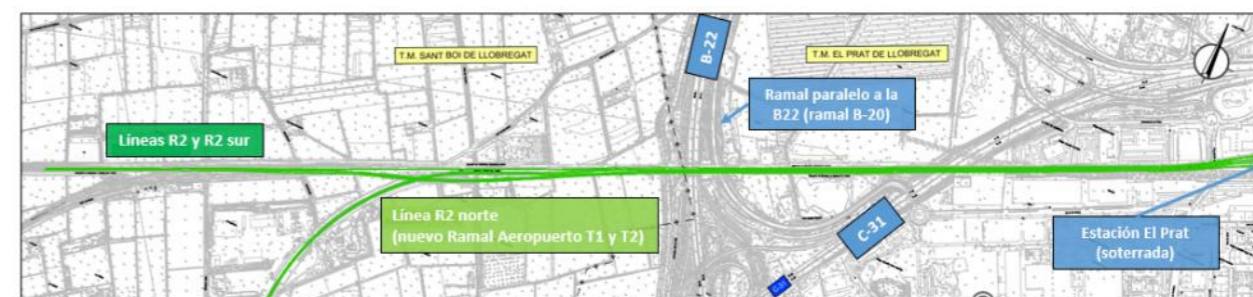 T.M. SANT BOI DE LLOBREGAT
B-22
T.M. EL PRAT DE LLOBREGAT
Ramal paralelo a la
B22 (ramal B-20)
Líneas R2 y R2 sur
Línea R2 norte
(nuevo Ramal Aeropuerto T1 y T2)
C-31
Estación El Prat
(soterrada)